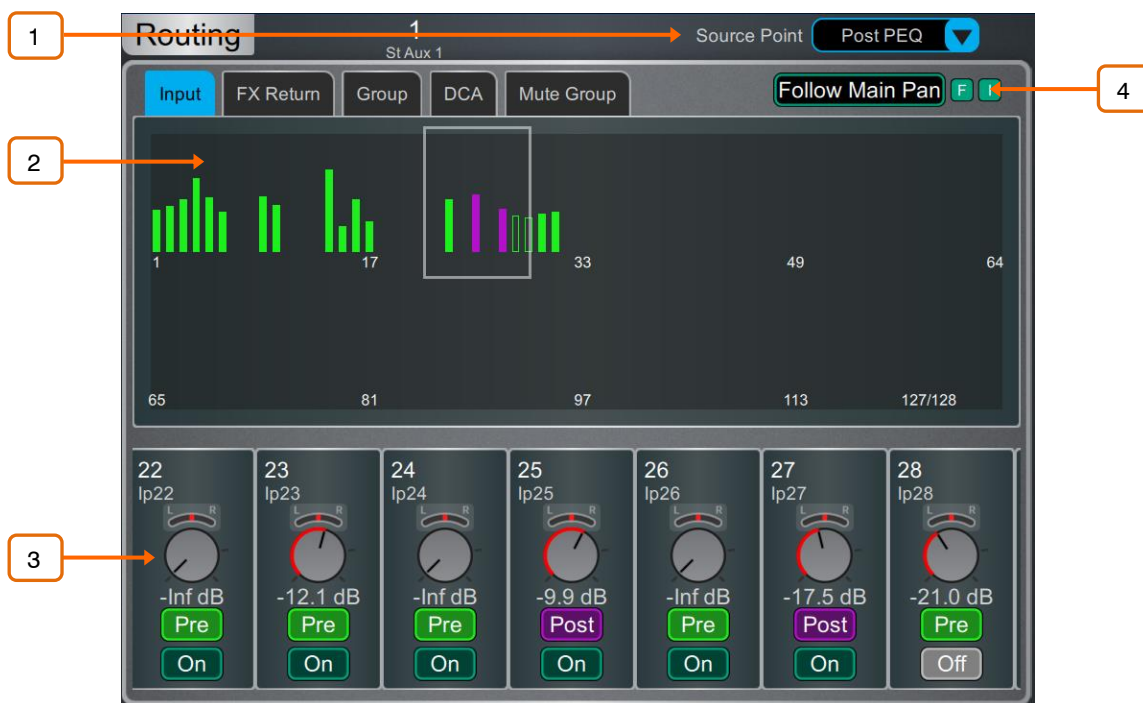 1
Routing
1
St Aux 1
Source Point
Post PEQ
Input
FX Return
Group
DCA
Mute Group
Follow Main Pan
F
I
4
2
1
17
33
49
64
65
81
97
113
127/128
3
22
Ip22
L R
-Inf dB
Pre
On
23
Ip23
L R
-12.1 dB
Pre
On
24
Ip24
L R
-Inf dB
Pre
On
25
Ip25
L R
-9.9 dB
Post
On
26
Ip26
L R
-Inf dB
Pre
On
27
Ip27
L R
-17.5 dB
Post
On
28
Ip28
L R
-21.0 dB
Pre
Off